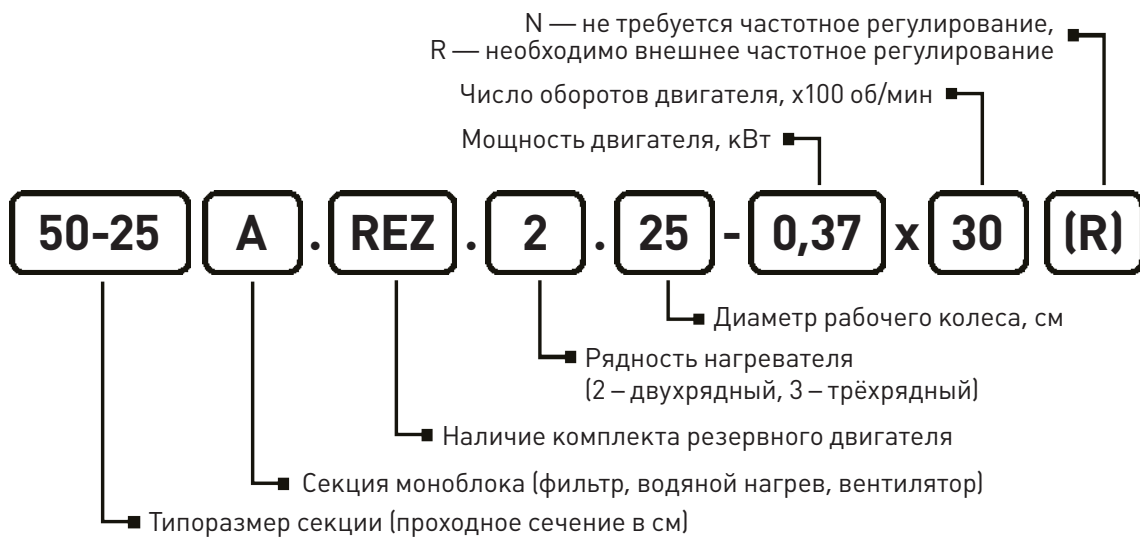 N — не требуется частотное регулирование,
R — необходимо внешнее частотное регулирование
Число оборотов двигателя, х100 об/мин
Мощность двигателя, кВт
50-25 A . REZ . 2 . 25 - 0,37 x 30 (R)
Диаметр рабочего колеса, см
Рядность нагревателя
(2 – двухрядный, 3 – трёхрядный)
Наличие комплекта резервного двигателя
Секция моноблока (фильтр, водяной нагрев, вентилятор)
Типоразмер секции (проходное сечение в см)